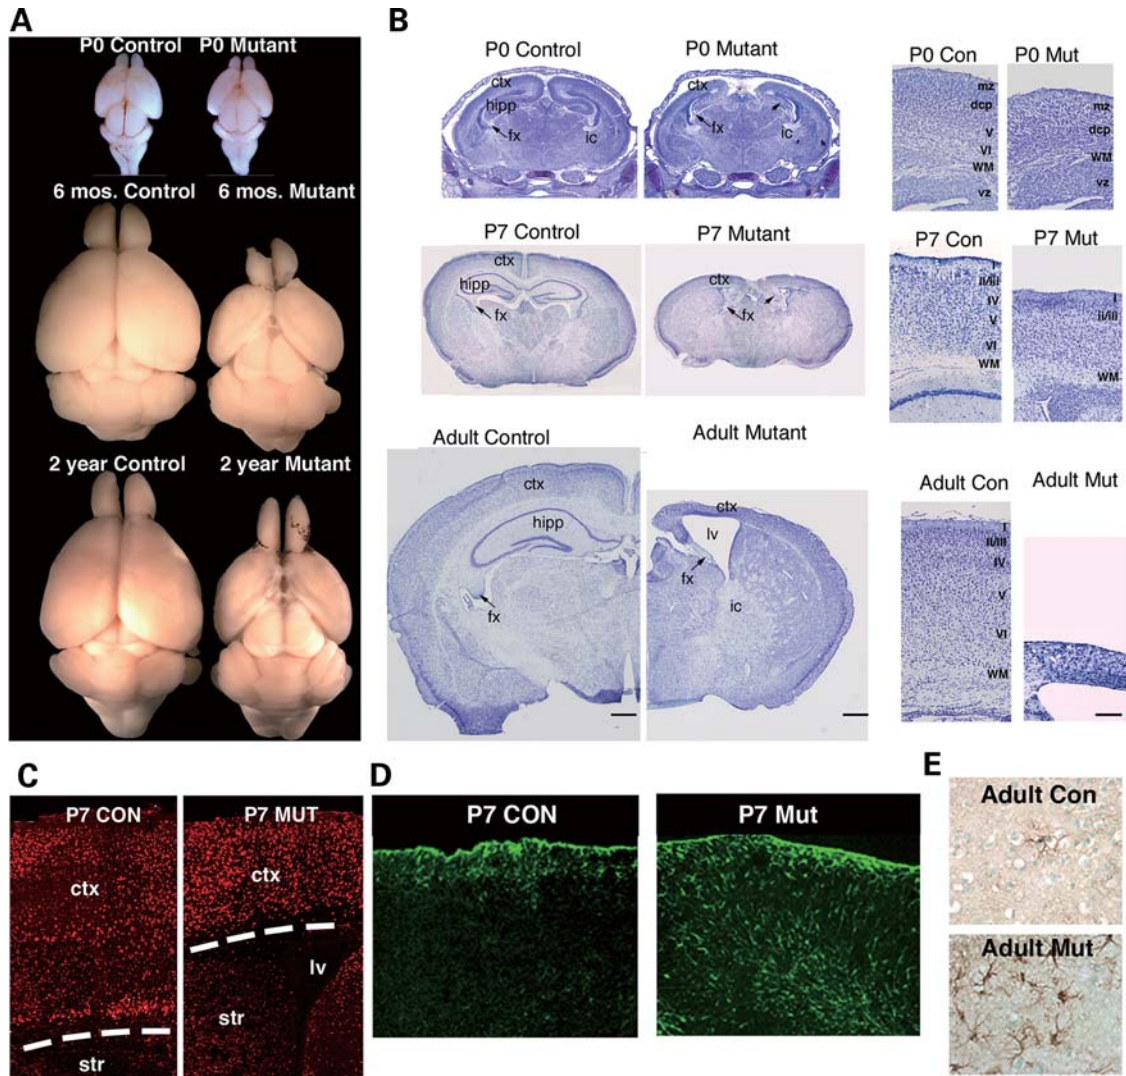 A
P0 Control P0 Mutant
6 mos. Control 6 mos. Mutant
2 year Control 2 year Mutant
B
P0 Control P0 Mutant
ctx
hipp
fx
ic
ctx
fx
ic
P7 Control P7 Mutant
ctx
hipp
fx
ctx
fx
Adult Control Adult Mutant
ctx
hipp
fx
ctx
lv
fx
ic
P0 Con P0 Mut
mz
dcp
V
VI
WM
vz
mz
dcp
WM
vz
P7 Con P7 Mut
I
ii/iii
IV
V
VI
WM
I
ii/iii
WM
Adult Con Adult Mut
I
II/III
IV
V
VI
WM
C
P7 CON P7 MUT
ctx
str
ctx
lv
str
D
P7 CON P7 Mut
E
Adult Con
Adult Mut